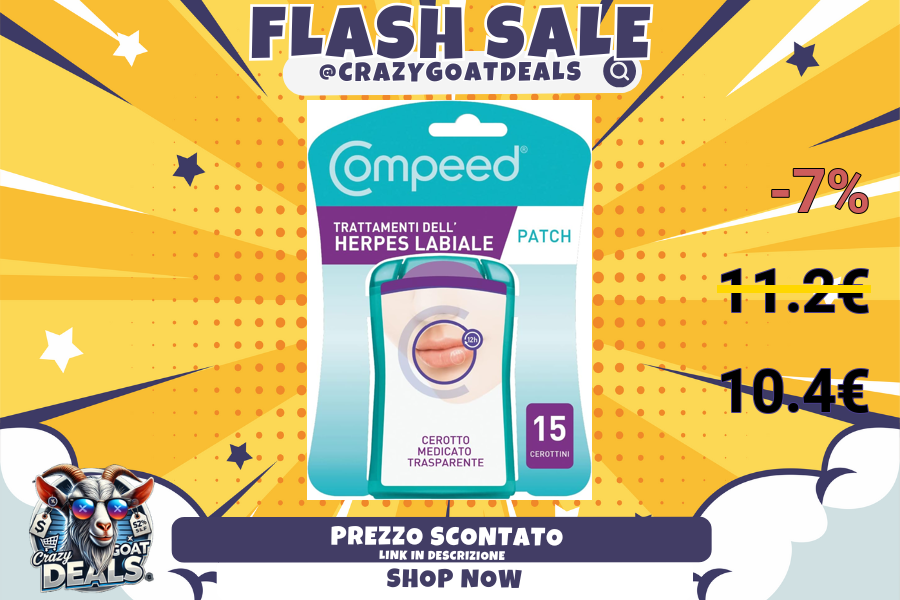 FLASH SALE
@CRAZYGOATDEALS
Compeed®
TRATTAMENTI DELL'
HERPES LABIALE
PATCH
12h
CEROTTO
MEDICATO
TRASPARENTE
15
CEROTTINI
-7%
11.2€
10.4€
$
52%
Crazy
GOAT
DEALS
PREZZO SCONTATO
LINK IN DESCRIZIONE
SHOP NOW